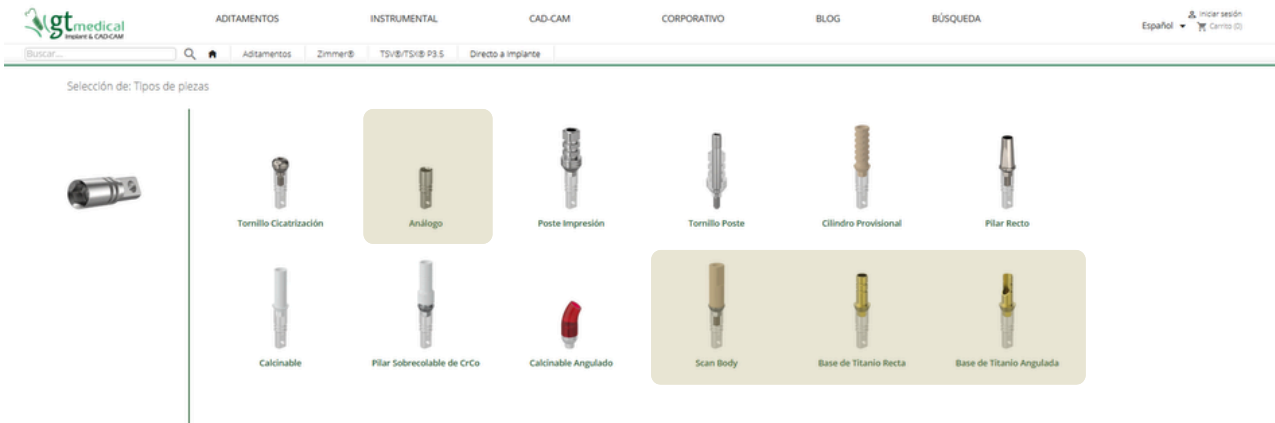 gt medical
Implant & CAD-CAM
ADITAMENTOS
INSTRUMENTAL
CAD-CAM
CORPORATIVO
BLOG
BÚSQUEDA
Iniciar sesión
Español
Carrito (0)
Buscar...
Aditamentos
Zimmer®
TSV®/TSX® P3.5
Directo a Implante
Selección de: Tipos de piezas
Tornillo Cicatrización
Análogo
Poste Impresión
Tornillo Poste
Cilindro Provisional
Pilar Recto
Calcinable
Pilar Sobrecolable de CrCo
Calcinable Angulado
Scan Body
Base de Titanio Recta
Base de Titanio Angulada